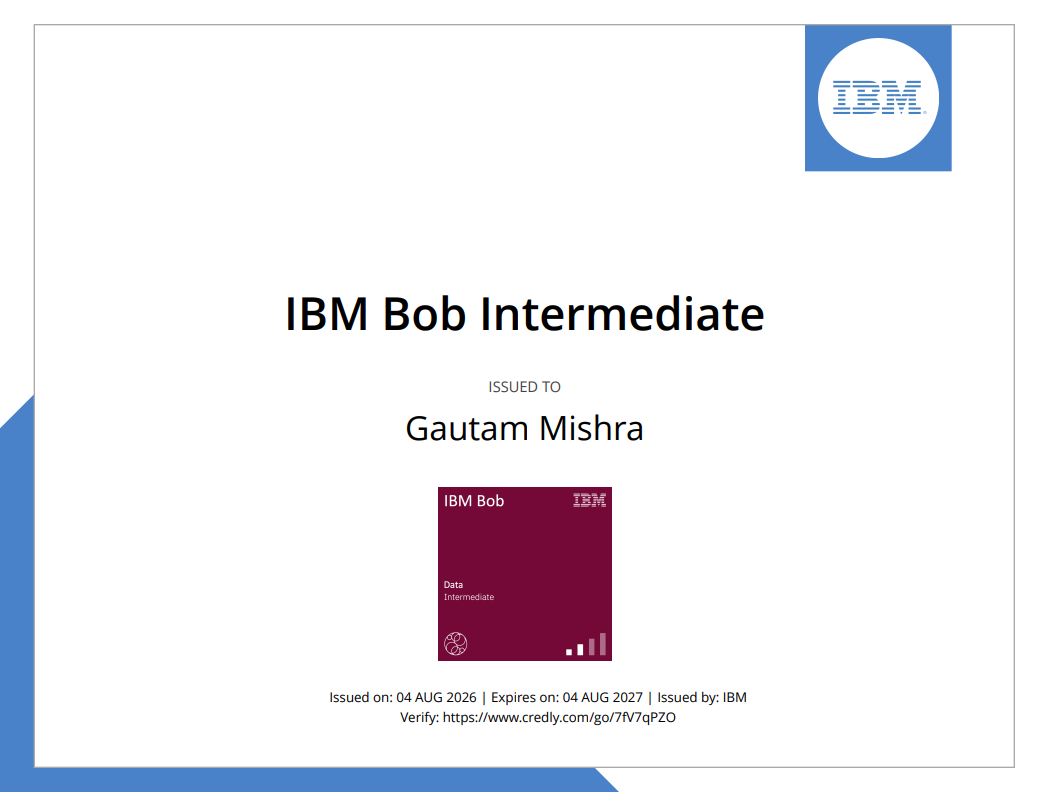 IBM
IBM Bob Intermediate
ISSUED TO
Gautam Mishra
IBM Bob IBM
Data
Intermediate
Issued on: 04 AUG 2026 | Expires on: 04 AUG 2027 | Issued by: IBM
Verify: https://www.credly.com/go/7fV7qPZO